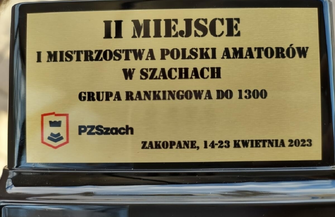 II MIEJSCE
I MISTRZOSTWA POLSKI AMATORÓW
W SZACHACH
GRUPA RANKINGOWA DO 1300
PZSzach
ZAKOPANE, 14-23 KWIETNIA 2023